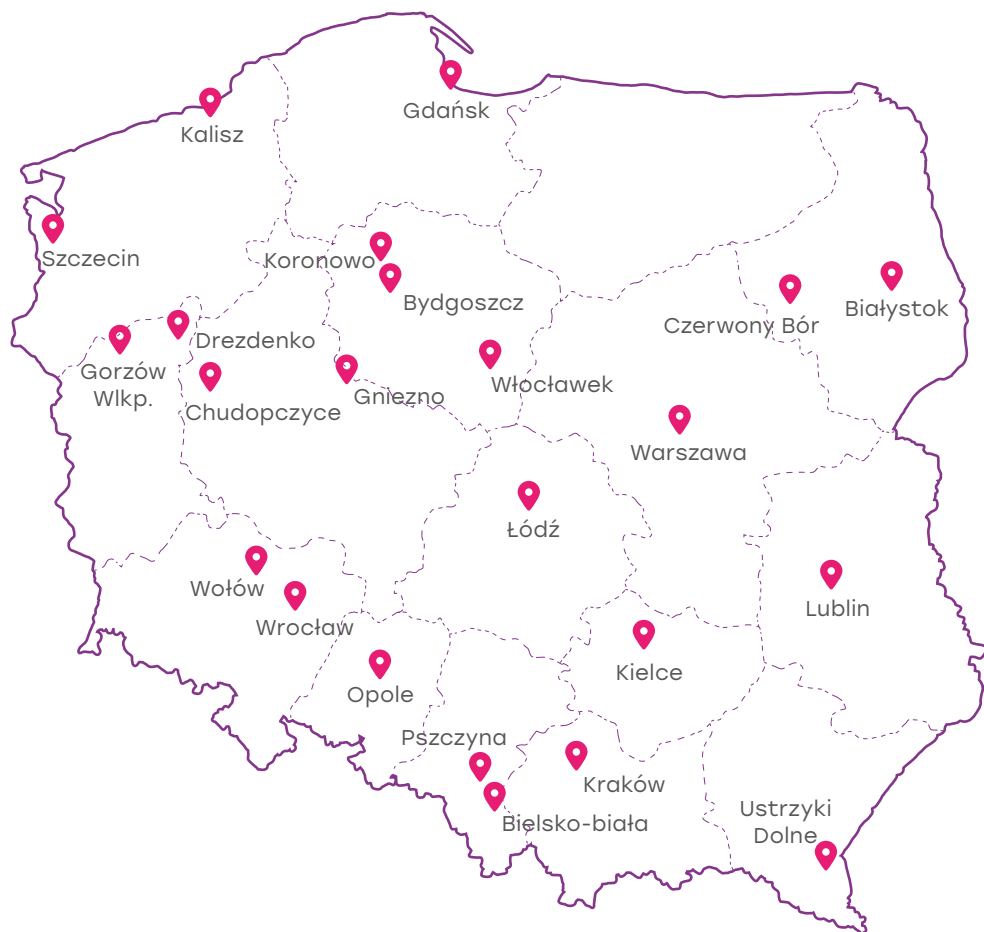 Gdańsk
Kalisz
Szczecin
Koronowo
Bydgoszcz
Białystok
Czerwony Bór
Drezdenko
Gorzów
Wlkp.
Włocławek
Gniezno
Chudopczyce
Warszawa
Łódź
Wołów
Lublin
Wrocław
Kielce
Opole
Pszczyna
Kraków
Bielsko-biała
Ustrzyki
Dolne